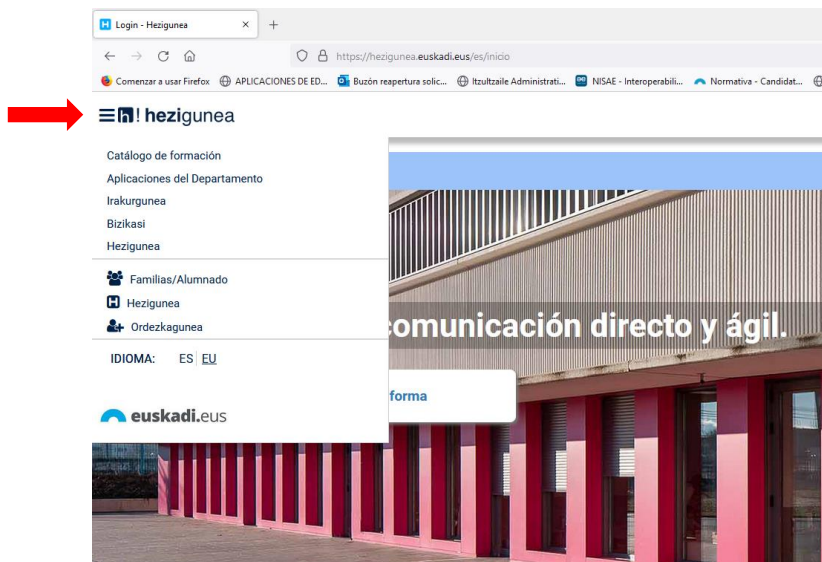 Login - Hezigunea
https://hezigunea.euskadi.eus/es/inicio
Comenzar a usar Firefox APLICACIONES DE ED... Buzón reapertura solic... Itzultzaile Administrati... NISAE - Interoperabili... Normativa - Candidat...
h! hezigunea
Catálogo de formación
Aplicaciones del Departamento
Irakurgunea
Bizikasi
Hezigunea
Familias/Alumnado
H Hezigunea
Ordezkagunea
IDIOMA: ES EU
euskadi.eus
comunicación directo y ágil.
forma